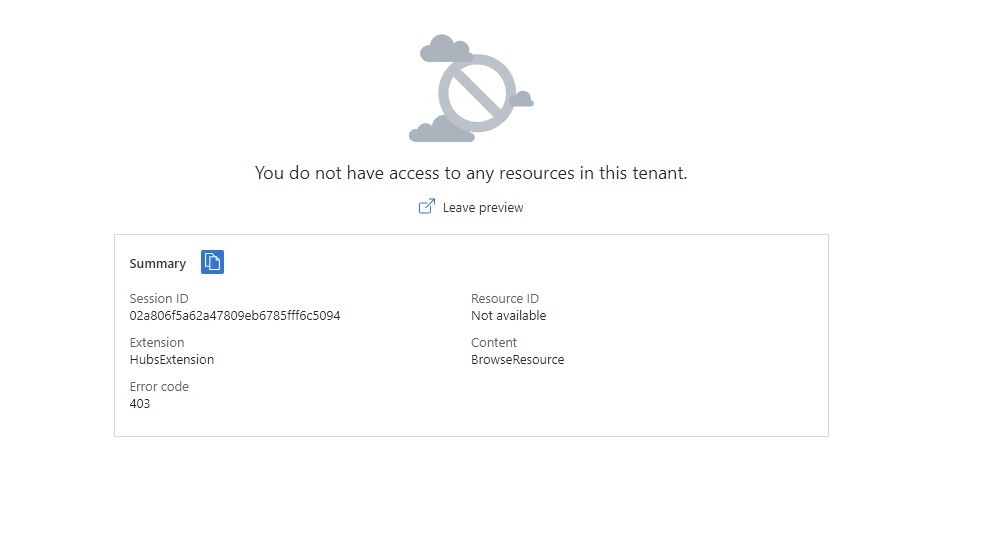 You do not have access to any resources in this tenant.
Leave preview
Summary
Session ID
02a806f5a62a47809eb6785fff6c5094
Resource ID
Not available
Extension
HubsExtension
Content
BrowseResource
Error code
403